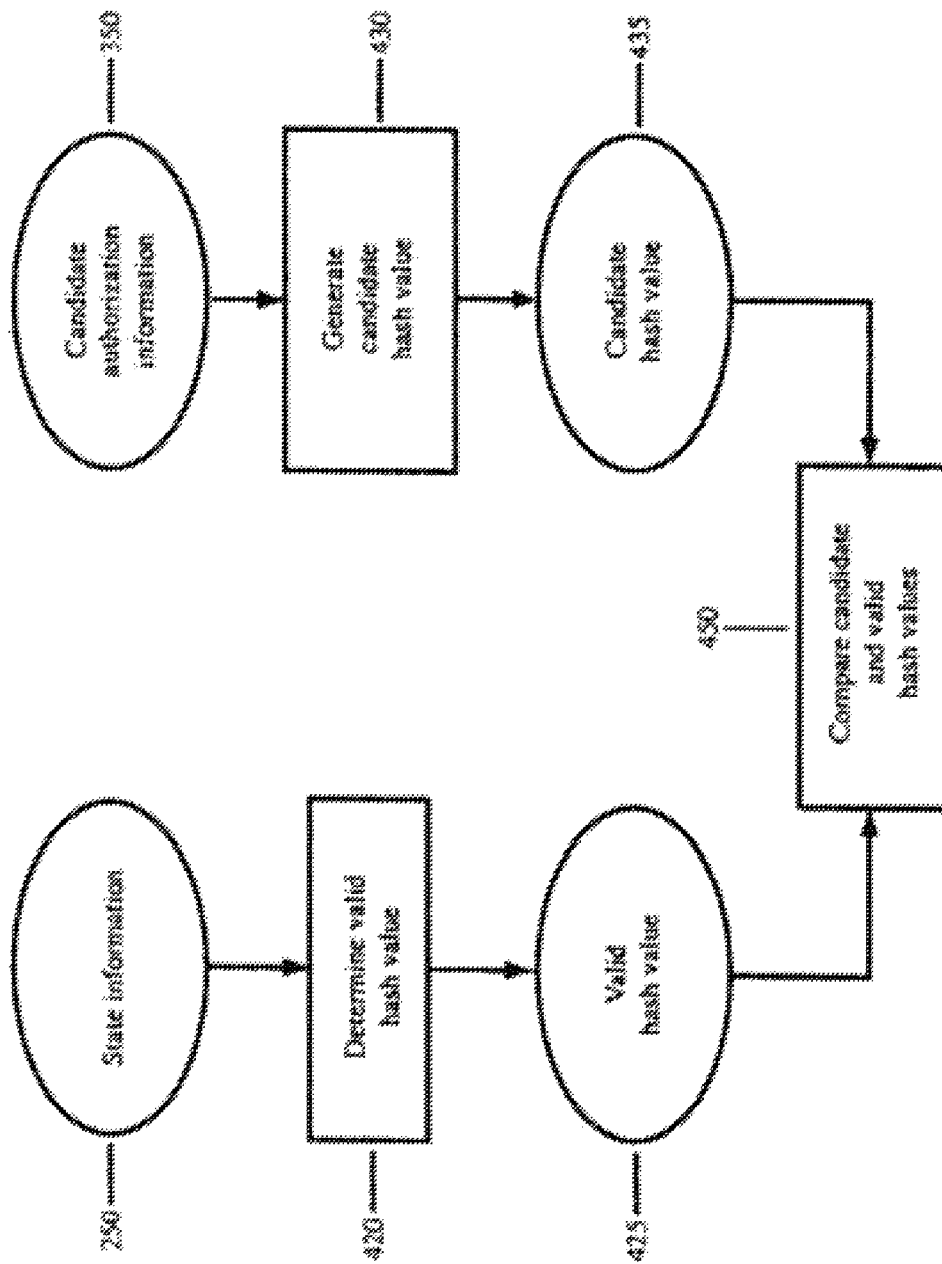 250
State information
Candidate
authorization
information
350
420
Determine valid
hash value
Generate
candidate
hash value
430
425
Valid
hash value
Candidate
hash value
435
450
Compare candidate
and valid
hash values